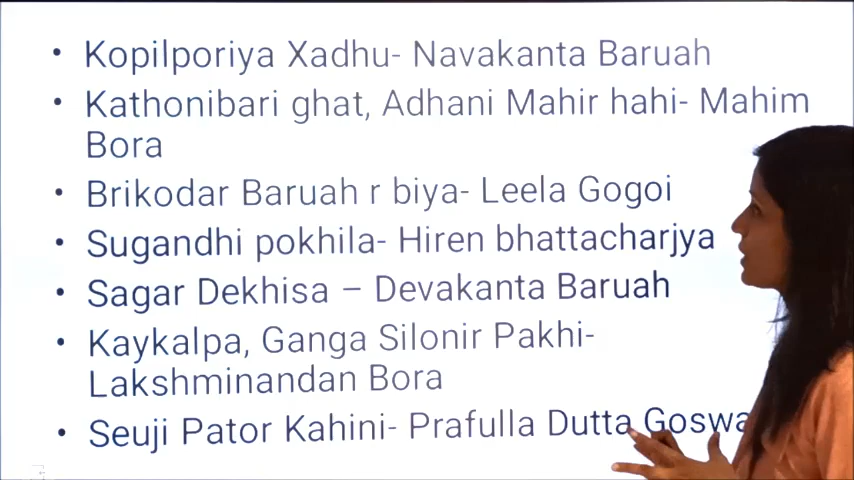 • Kopilporiya Xadhu- Navakanta Baruah
• Kathonibari ghat, Adhani Mahir hahi- Mahim
Bora
• Brikodar Baruah r biya- Leela Gogoi
• Sugandhi pokhila- Hiren bhattacharjya
• Sagar Dekhisa – Devakanta Baruah
• Kaykalpa, Ganga Silonir Pakhi-
Lakshminandan Bora
• Seuji Pator Kahini- Prafulla Dutta